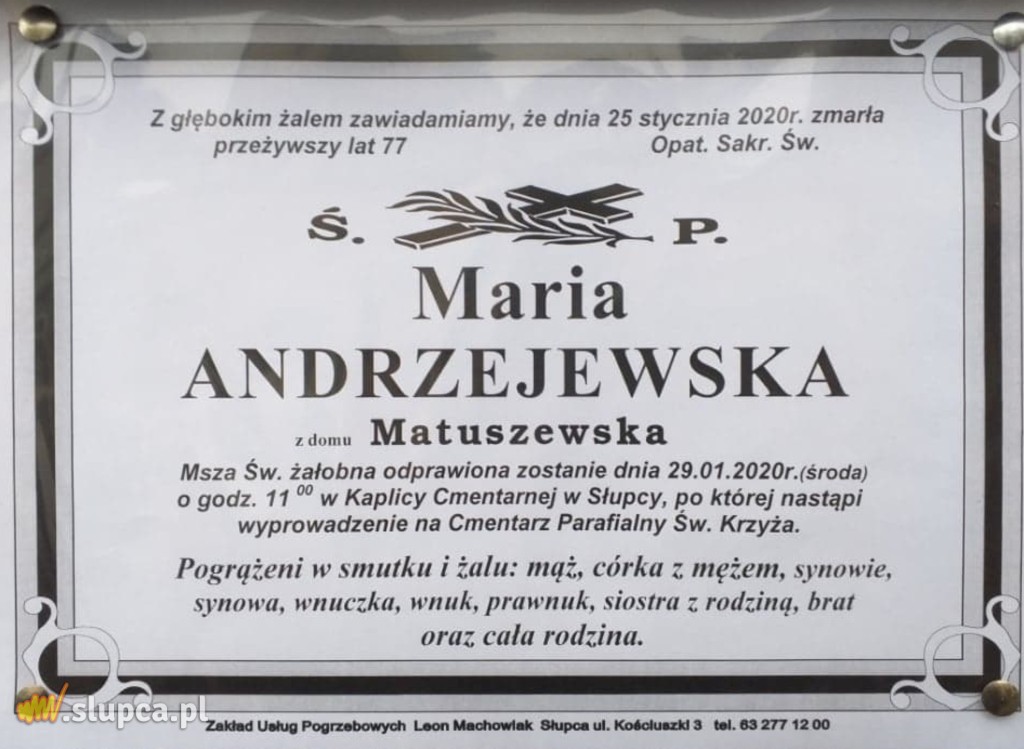 Z głębokim żalem zawiadamiamy, że dnia 25 stycznia 2020r. zmarła
przeżywszy lat 77 Opat. Sakr. Św.
Ś. P.
Maria
ANDRZEJEWSKA
z domu Matuszewska
Msza Św. żałobna odprawiona zostanie dnia 29.01.2020r.(środa)
o godz. 11 00 w Kaplicy Cmentarnej w Słupcy, po której nastąpi
wyprowadzenie na Cmentarz Parafialny Św. Krzyża.
Pogrążeni w smutku i żalu: mąż, córka z mężem, synowie,
synowa, wnuczka, wnuk, prawnuk, siostra z rodziną, brat
oraz cała rodzina.
.slupca.pl
Zakład Usług Pogrzebowych Leon Machowiak Słupca ul. Kościuszki 3 tel. 63 277 12 00